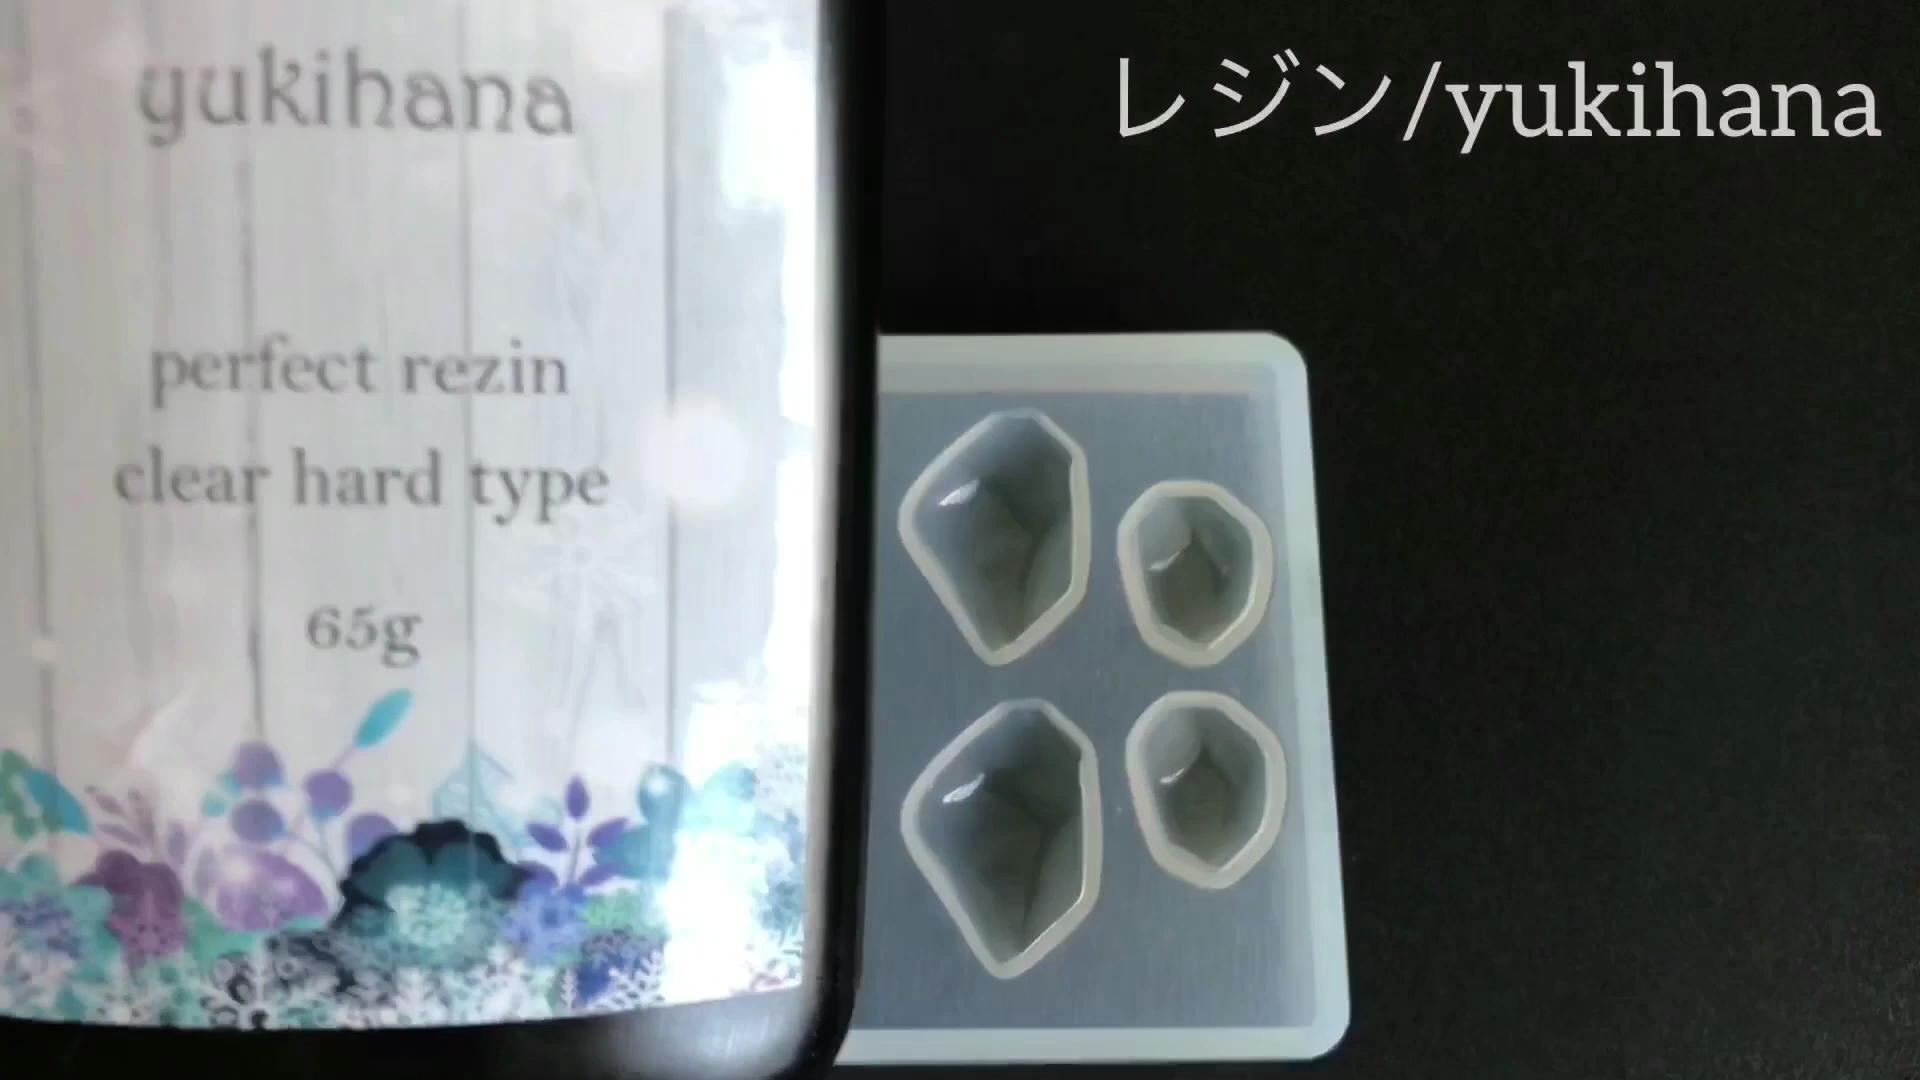 yukihana
perfect rezin
clear hard type
65g
レジン/yukihana